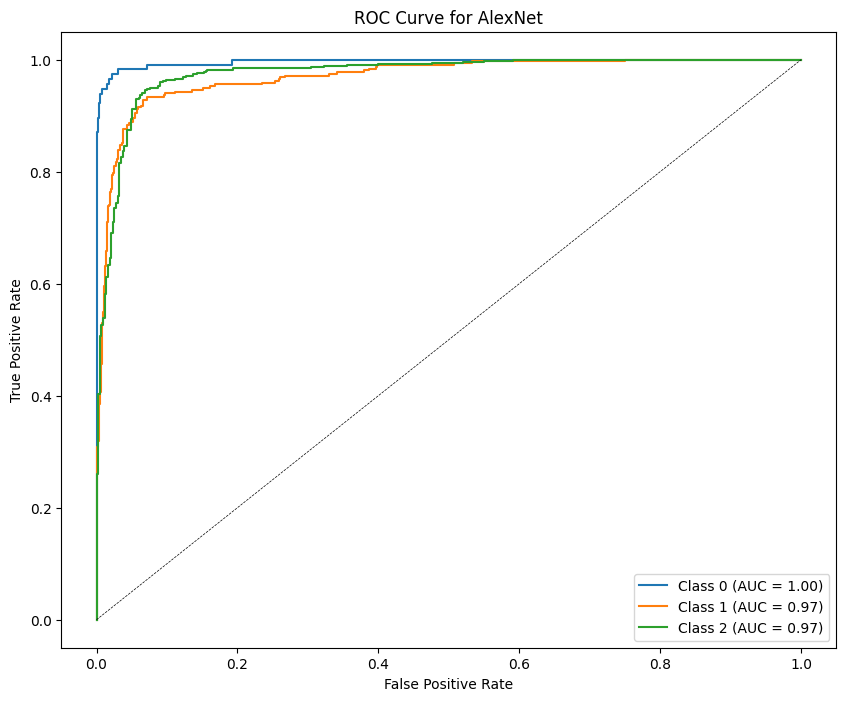 ROC Curve for AlexNet
True Positive Rate
1.0
0.8
0.6
0.4
0.2
0.0
0.0 0.2 0.4 0.6 0.8 1.0
False Positive Rate
Class 0 (AUC = 1.00)
Class 1 (AUC = 0.97)
Class 2 (AUC = 0.97)